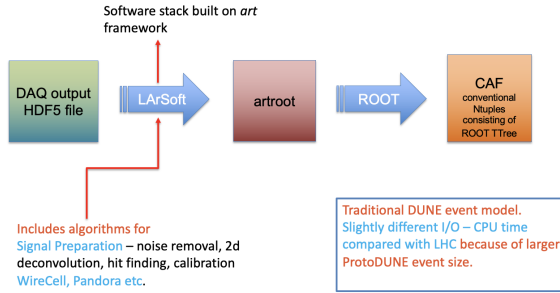 Software stack built on art
framework
DAQ output
HDF5 file
LArSoft
artroot
ROOT
CAF
conventional
Ntuples
consisting of
ROOT TTree
Includes algorithms for
Signal Preparation – noise removal, 2d
deconvolution, hit finding, calibration
WireCell, Pandora etc.
Traditional DUNE event model.
Slightly different I/O – CPU time
compared with LHC because of larger
ProtoDUNE event size.